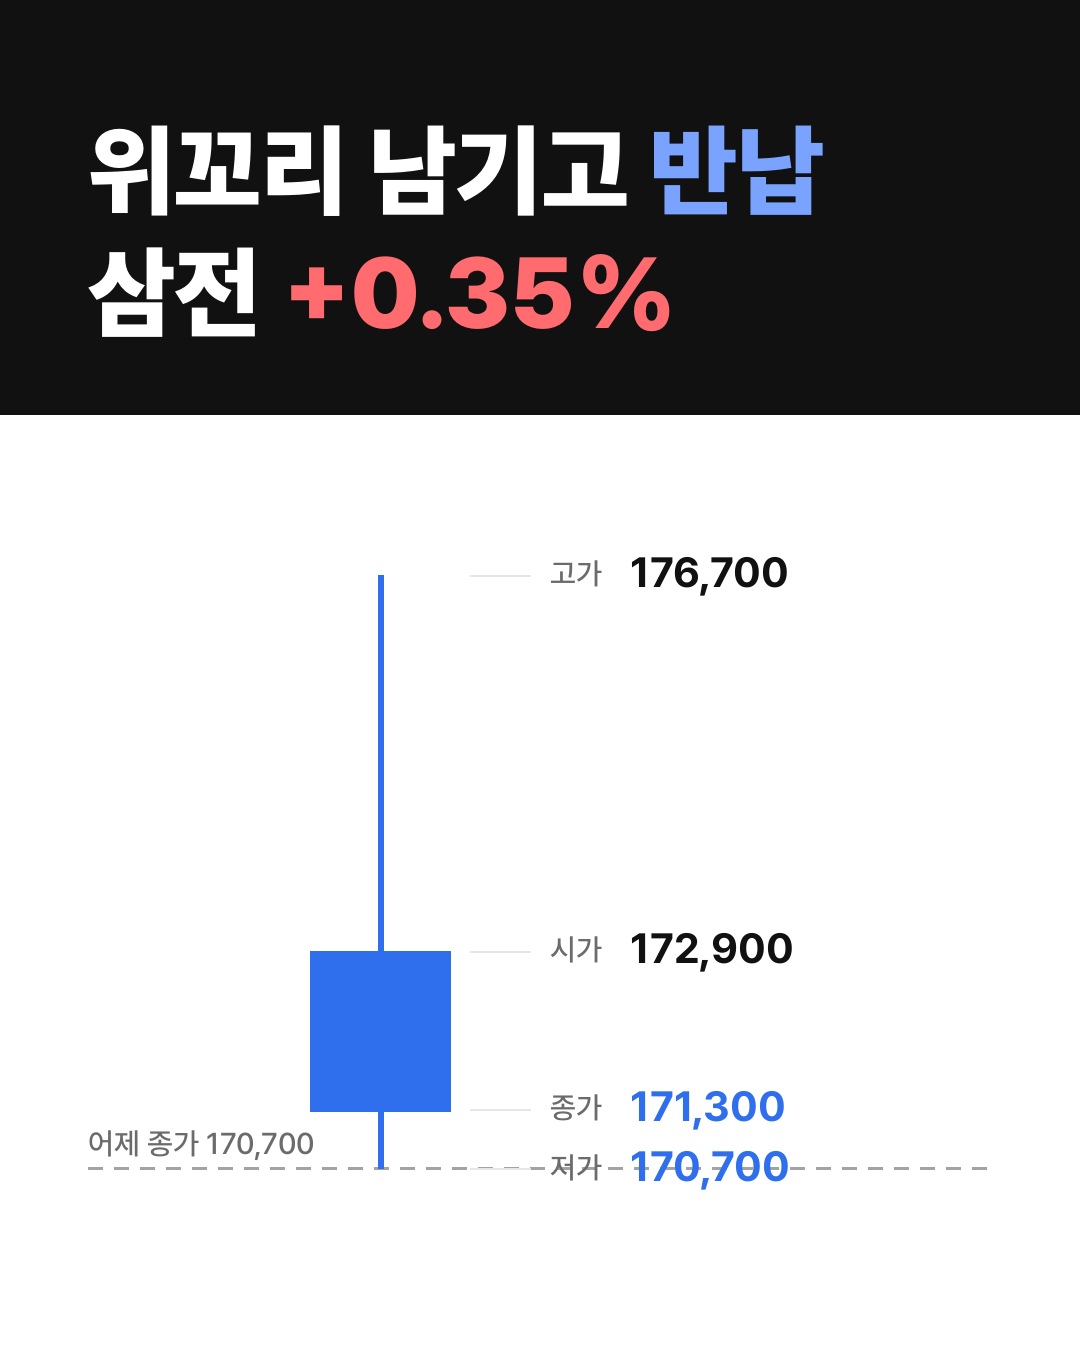 위꼬리 남기고 반납
삼전 +0.35%
고가 176,700
시가 172,900
종가 171,300
어제 종가 170,700
저가 170,700